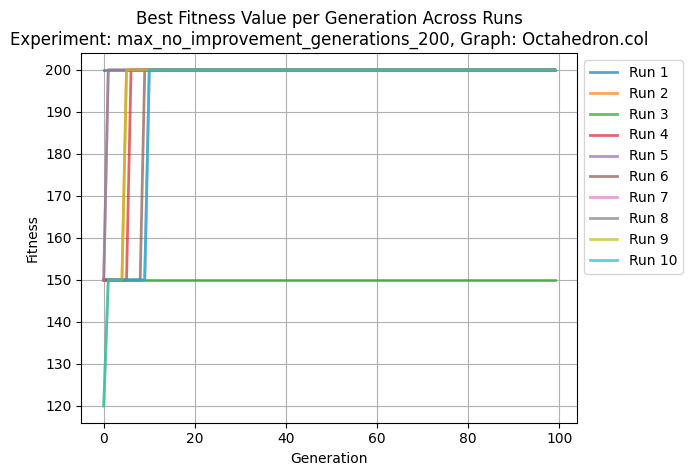 Best Fitness Value per Generation Across Runs
Experiment: max_no_improvement_generations_200, Graph: Octahedron.col
200
190
180
170
160
150
140
130
120
Fitness
0
20
40
60
80
100
Generation
Run 1
Run 2
Run 3
Run 4
Run 5
Run 6
Run 7
Run 8
Run 9
Run 10